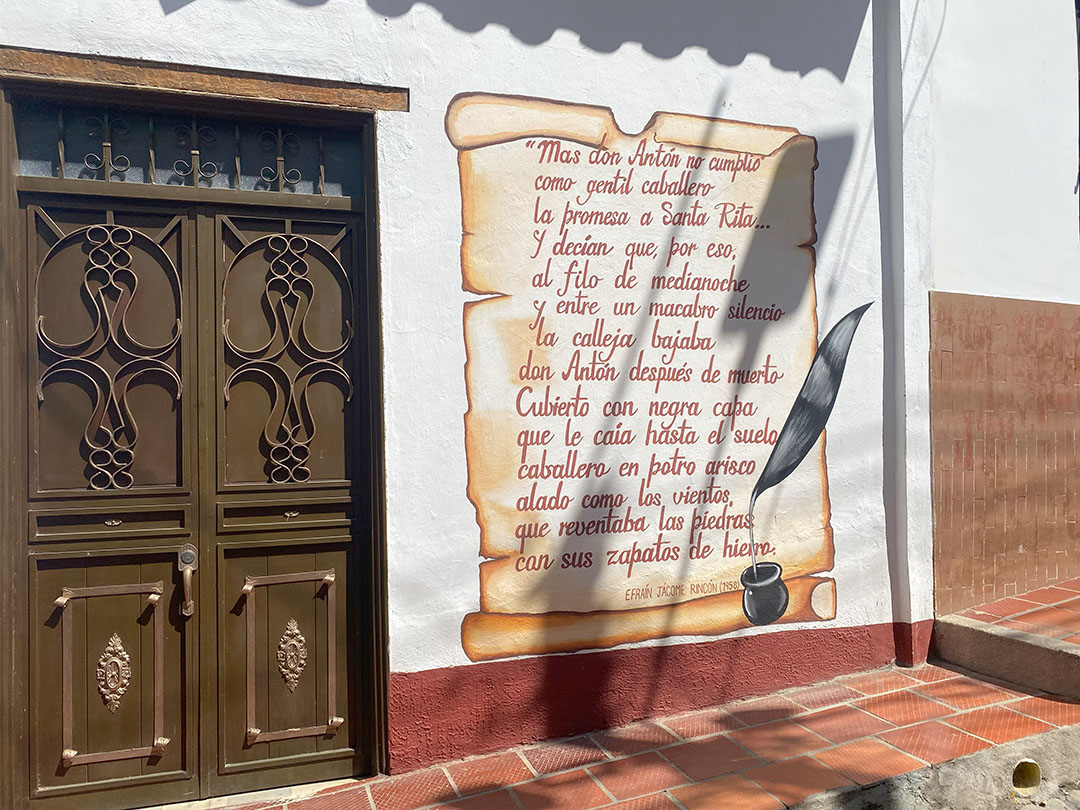 "Mas don Antón no cumplió
como gentil caballero
la promesa a Santa Rita...
Y decían que, por eso,
al filo de medianoche
y entre un macabro silencio
la calleja bajaba
don Antón después de muerto
Cubierto con negra capa
que le caía hasta el suelo
caballero en potro arisco
alado como los vientos,
que reventaba las piedras
con sus zapatos de hierro.
EFRAÍN JÁCOME RINCÓN (1958)